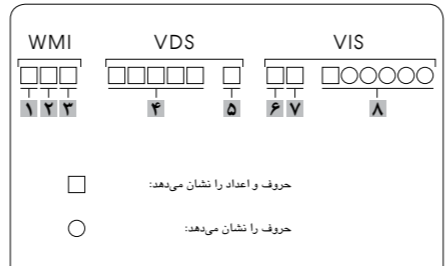 WMI VDS VIS
۱ ۲ ۳ ۴ ۵ ۶ ۷ ۸
حروف و اعداد را نشان می‌دهد:
حروف را نشان می‌دهد: